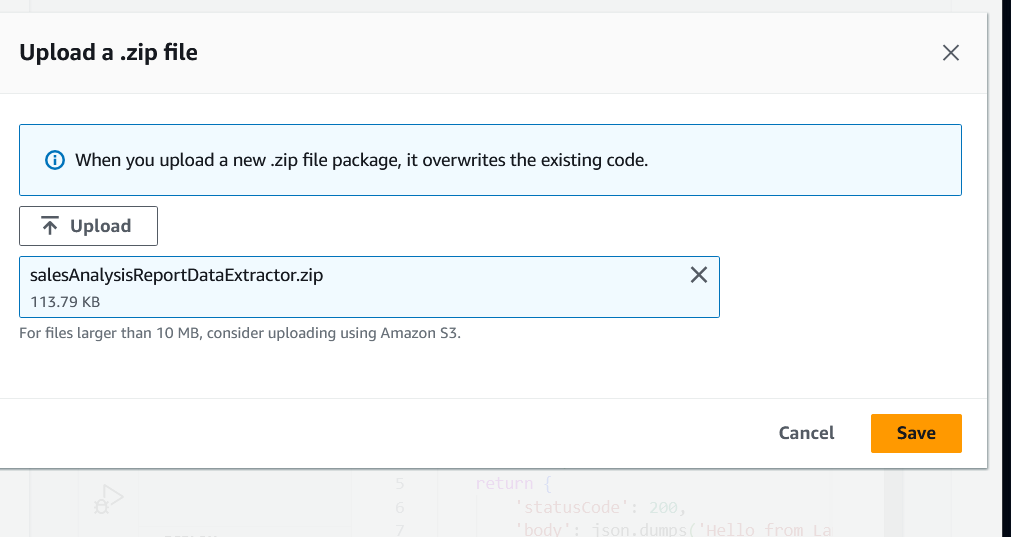 Upload a .zip file
When you upload a new .zip file package, it overwrites the existing code.
Upload
salesAnalysisReportDataExtractor.zip
113.79 KB
For files larger than 10 MB, consider uploading using Amazon S3.
Cancel
Save
5 return {
6 'statusCode': 200,
7 'body': json.dumps('Hello from La